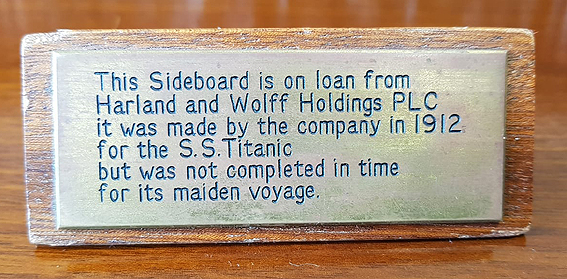 This Sideboard is on loan from
Harland and Wolff Holdings PLC
it was made by the company in 1912
for the S.S.Titanic
but was not completed in time
for its maiden voyage.